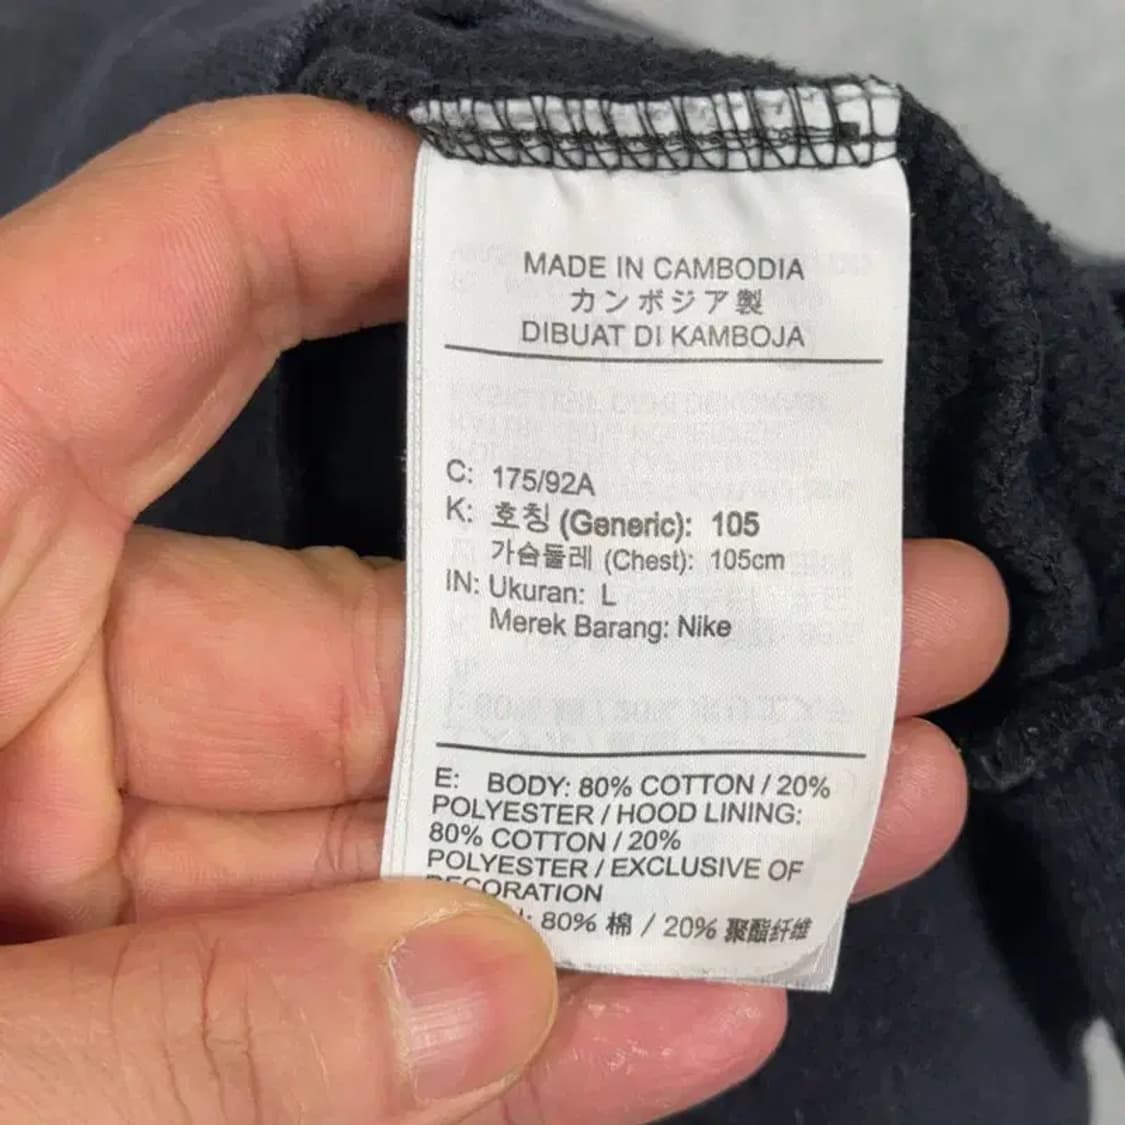 MADE IN CAMBODIA
カンボジア製
DIBUAT DI KAMBOJA
C: 175/92A
K: 호칭 (Generic): 105
가슴둘레 (Chest): 105cm
IN: Ukuran: L
Merek Barang: Nike
E: BODY: 80% COTTON / 20%
POLYESTER / HOOD LINING:
80% COTTON / 20%
POLYESTER / EXCLUSIVE OF
DECORATION
80% 棉 / 20% 聚酯纤维